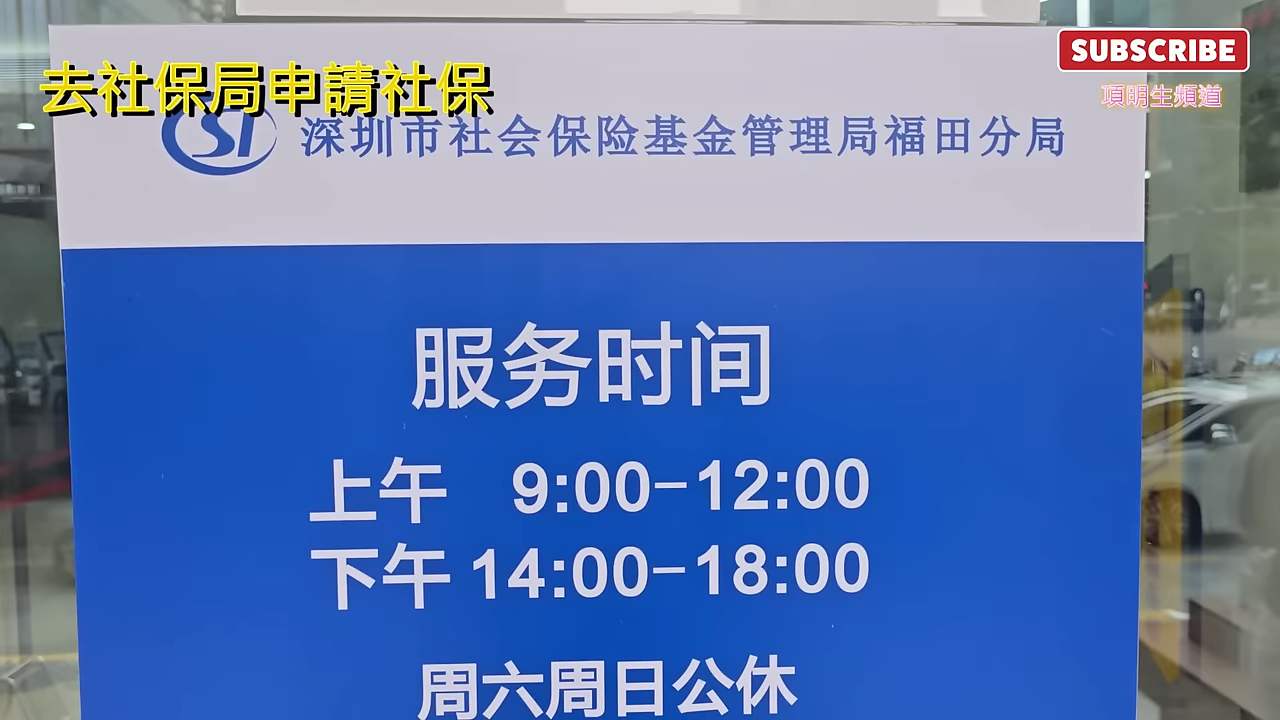 SUBSCRIBE
項明生頻道
去社保局申請社保
SI 深圳市社会保险基金管理局福田分局
服务时间
上午 9:00-12:00
下午 14:00-18:00
周六周日公休